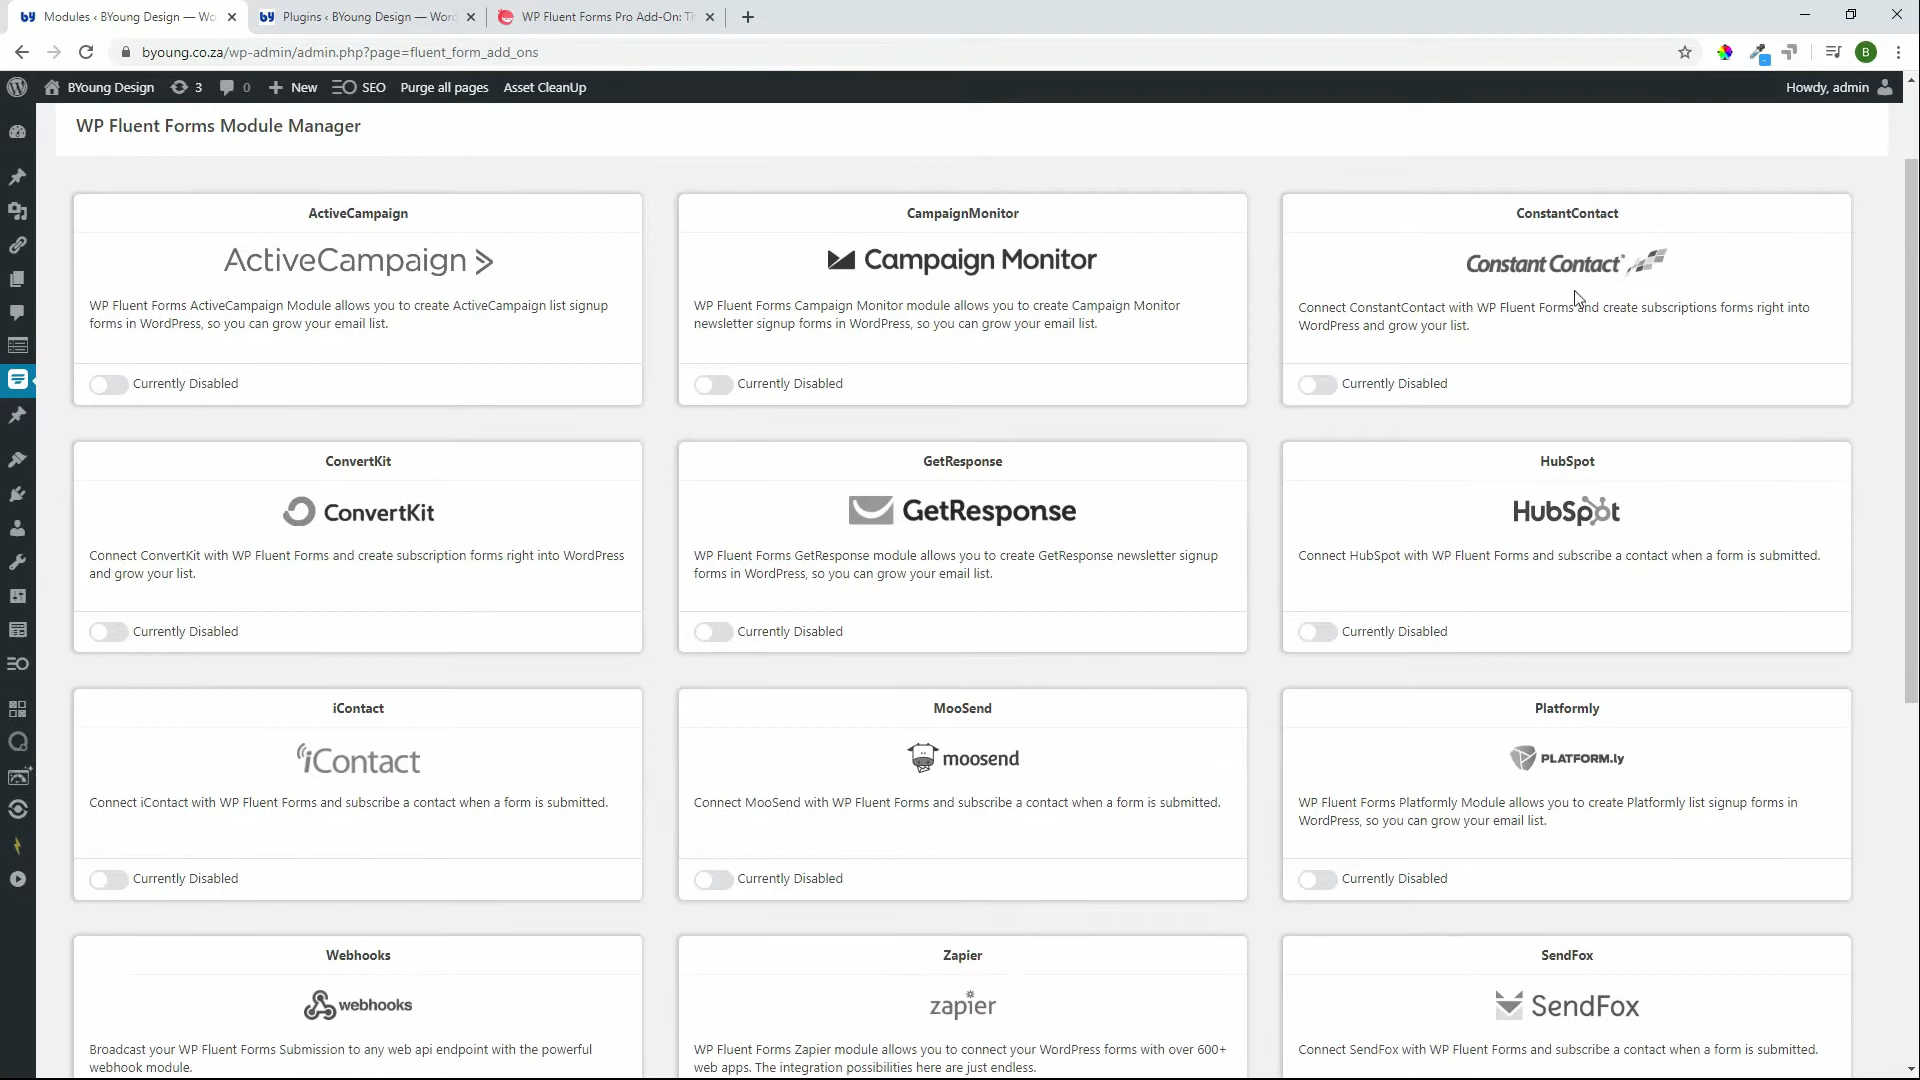 Modules ‹ BYoung Design — Wo
Plugins ‹ BYoung Design — Word
WP Fluent Forms Pro Add-On: Th
byoung.co.za/wp-admin/admin.php?page=fluent_form_add_ons
B
BYoung Design
3
0
New
SEO
Purge all pages
Asset CleanUp
Howdy, admin
WP Fluent Forms Module Manager
ActiveCampaign
ActiveCampaign
WP Fluent Forms ActiveCampaign Module allows you to create ActiveCampaign list signup
forms in WordPress, so you can grow your email list.
Currently Disabled
CampaignMonitor
Campaign Monitor
WP Fluent Forms Campaign Monitor module allows you to create Campaign Monitor
newsletter signup forms in WordPress, so you can grow your email list.
Currently Disabled
ConstantContact
Constant Contact
Connect ConstantContact with WP Fluent Forms and create subscriptions forms right into
WordPress and grow your list.
Currently Disabled
ConvertKit
ConvertKit
Connect ConvertKit with WP Fluent Forms and create subscription forms right into WordPress
and grow your list.
Currently Disabled
GetResponse
GetResponse
WP Fluent Forms GetResponse module allows you to create GetResponse newsletter signup
forms in WordPress, so you can grow your email list.
Currently Disabled
HubSpot
HubSpot
Connect HubSpot with WP Fluent Forms and subscribe a contact when a form is submitted.
Currently Disabled
iContact
iContact
Connect iContact with WP Fluent Forms and subscribe a contact when a form is submitted.
Currently Disabled
MooSend
moosend
Connect MooSend with WP Fluent Forms and subscribe a contact when a form is submitted.
Currently Disabled
Platformly
PLATFORM.ly
WP Fluent Forms Platformly Module allows you to create Platformly list signup forms in
WordPress, so you can grow your email list.
Currently Disabled
Webhooks
webhooks
Broadcast your WP Fluent Forms Submission to any web api endpoint with the powerful
webhook module.
Zapier
zapier
WP Fluent Forms Zapier module allows you to connect your WordPress forms with over 600+
web apps. The integration possibilities here are just endless.
SendFox
SendFox
Connect SendFox with WP Fluent Forms and subscribe a contact when a form is submitted.